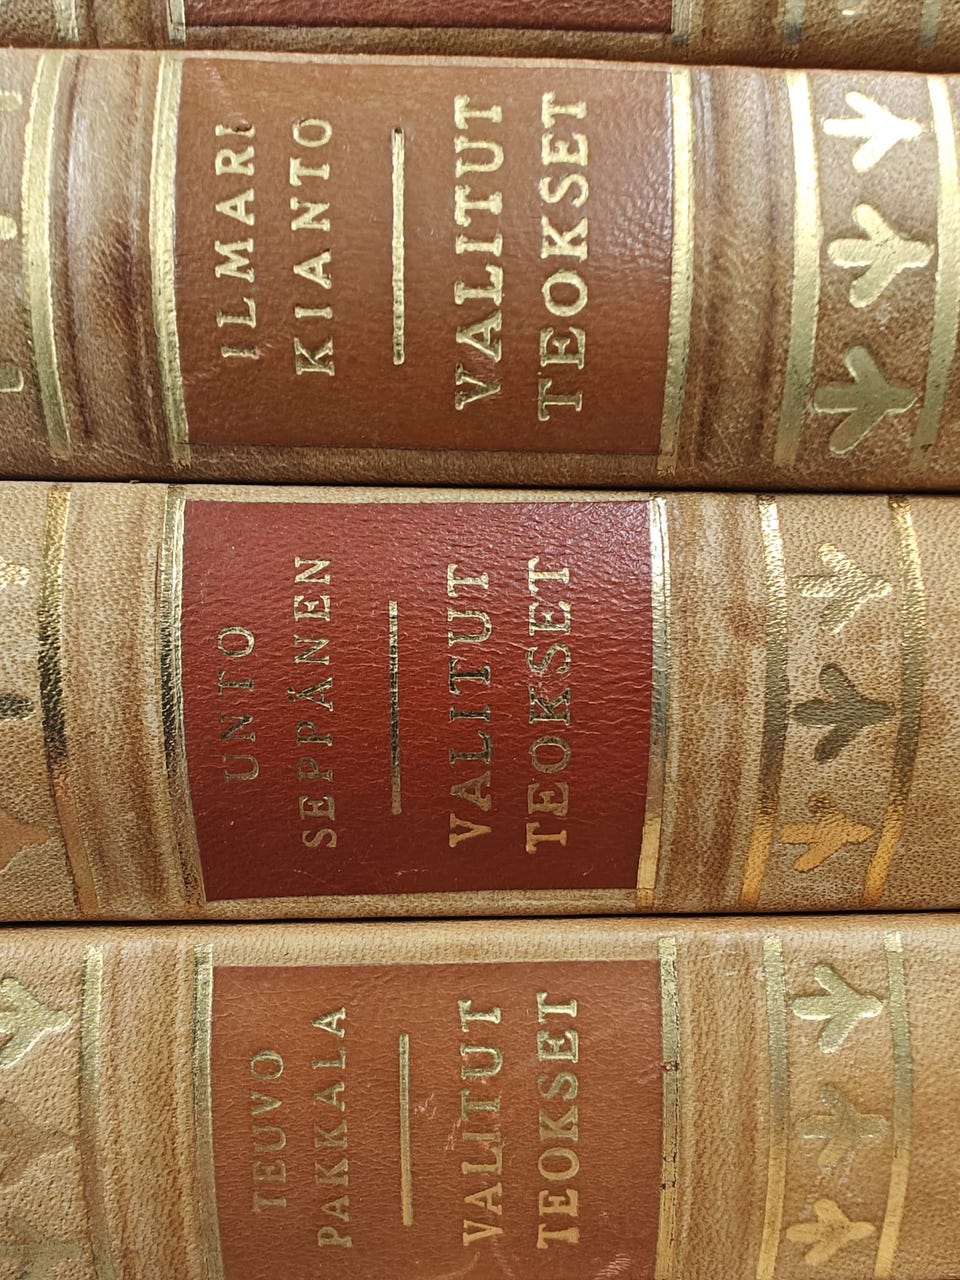 ILMARI
KIANTO
VALITUT
TEOKSET
UNTO
SEPPÄNEN
VALITUT
TEOKSET
TEUVO
PAKKALA
VALITUT
TEOKSET